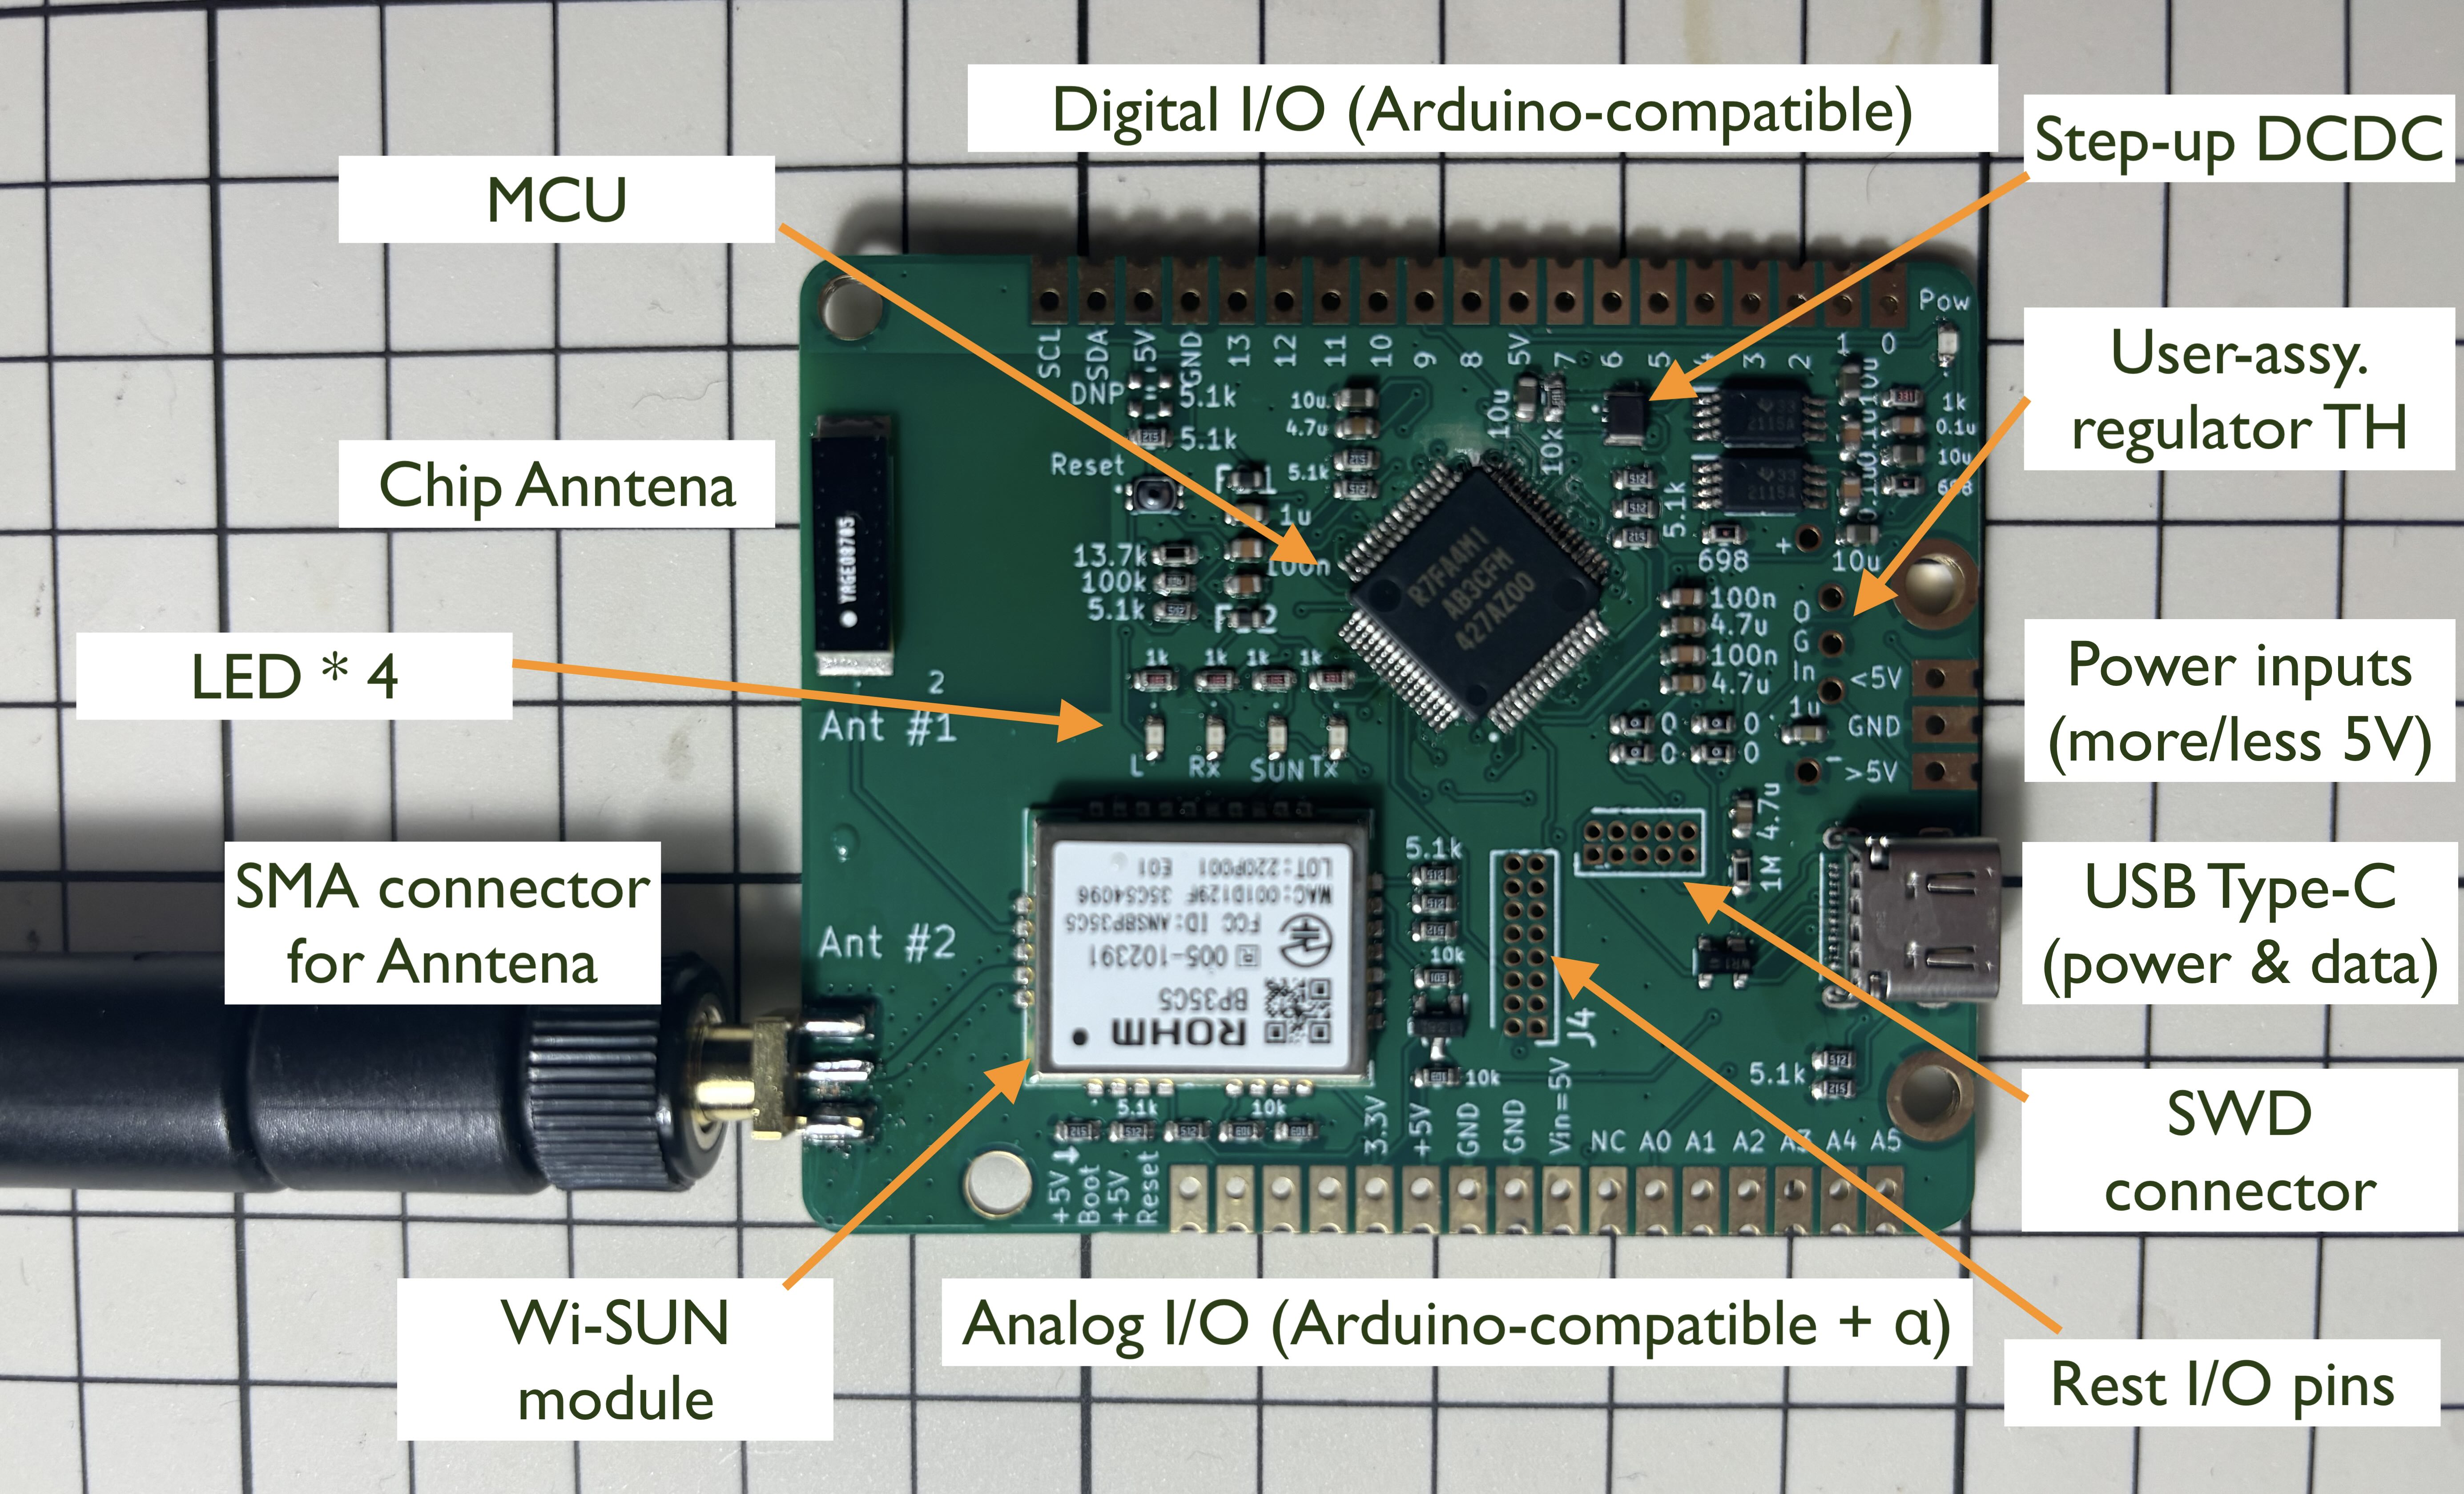 Digital I/O (Arduino-compatible)
Step-up DCDC
MCU
User-assy.
regulator TH
Chip Anntena
LED * 4
Power inputs
(more/less 5V)
SMA connector
for Anntena
USB Type-C
(power & data)
SWD
connector
Wi-SUN
module
Analog I/O (Arduino-compatible + α)
Rest I/O pins
Pow
SCL
SDA
+5V
GND
13
12
11
10
9
8
5V
7
6
5
3
2
1
0
DNP
5.1k
5.1k
Reset
10u
4.7u
5.1k
1u
100n
13.7k
100k
5.1k
10u
10k
5.1k
698
+
10u
1k
0.1u
10u
698
R7FA4M1
AB3CFM
427AZ00
YAGEO
100n
4.7u
100n
4.7u
O
G
In
1u
0
0
0
0
<5V
GND
>5V
-
1k
1k
1k
1k
L
Rx
SUN
Tx
2
Ant #1
Ant #2
ROHM
BP35C5
005-102391
FCC ID:ANSBP35C5
MAC:001D129F 35C54096
LOT:220P001 E01
5.1k
10k
10k
J4
4.7u
1M
5.1k
5.1k
10k
+5V
Boot
+5V
Reset
3.3V
+5V
GND
GND
Vin=5V
NC
A0
A1
A2
A3
A4
A5